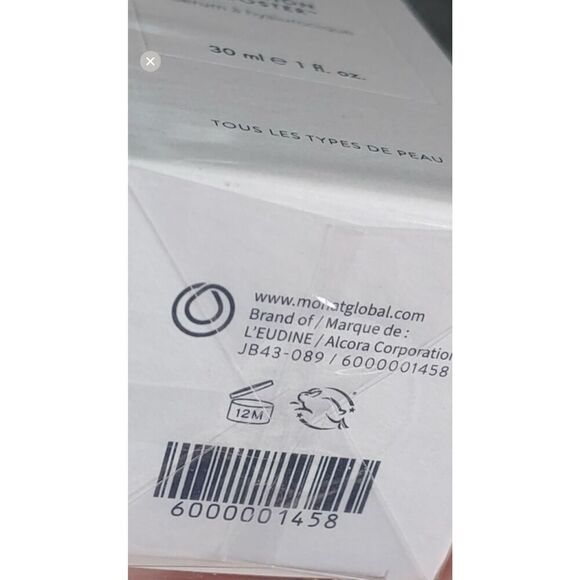 30 ml e 1 fl. oz.
TOUS LES TYPES DE PEAU
www.monatglobal.com
Brand of / Marque de :
L'EUDINE / Alcora Corporation
JB43-089 / 6000001458
12M
6000001458